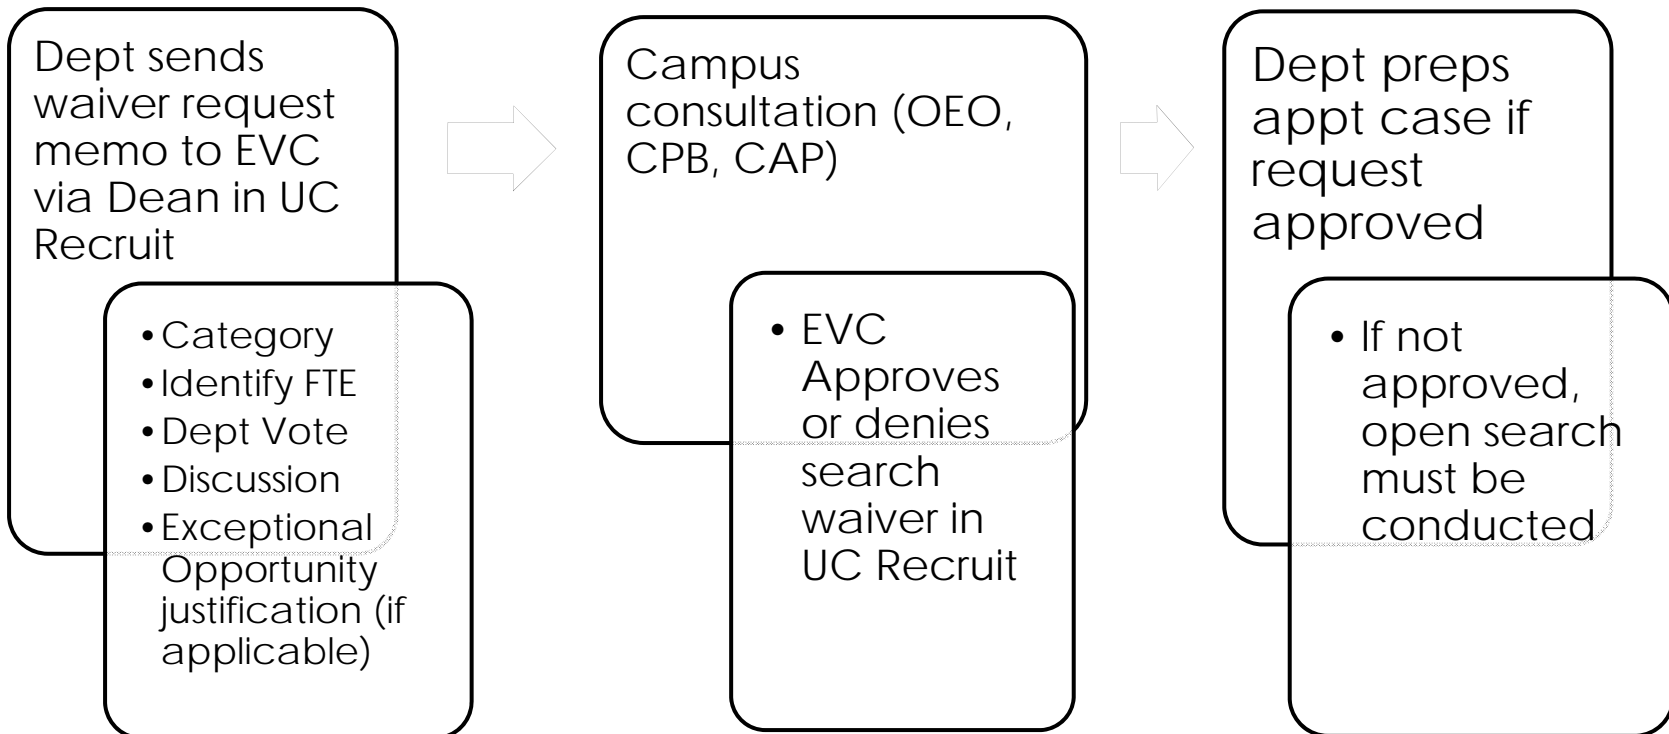 Dept sends
waiver request
memo to EVC
via Dean in UC
Recruit
• Category
• Identify FTE
• Dept Vote
• Discussion
• Exceptional
Opportunity
justification (if
applicable)
Campus
consultation (OEO,
CPB, CAP)
• EVC
Approves
or denies
search
waiver in
UC Recruit
Dept preps
appt case if
request
approved
• If not
approved,
open search
must be
conducted